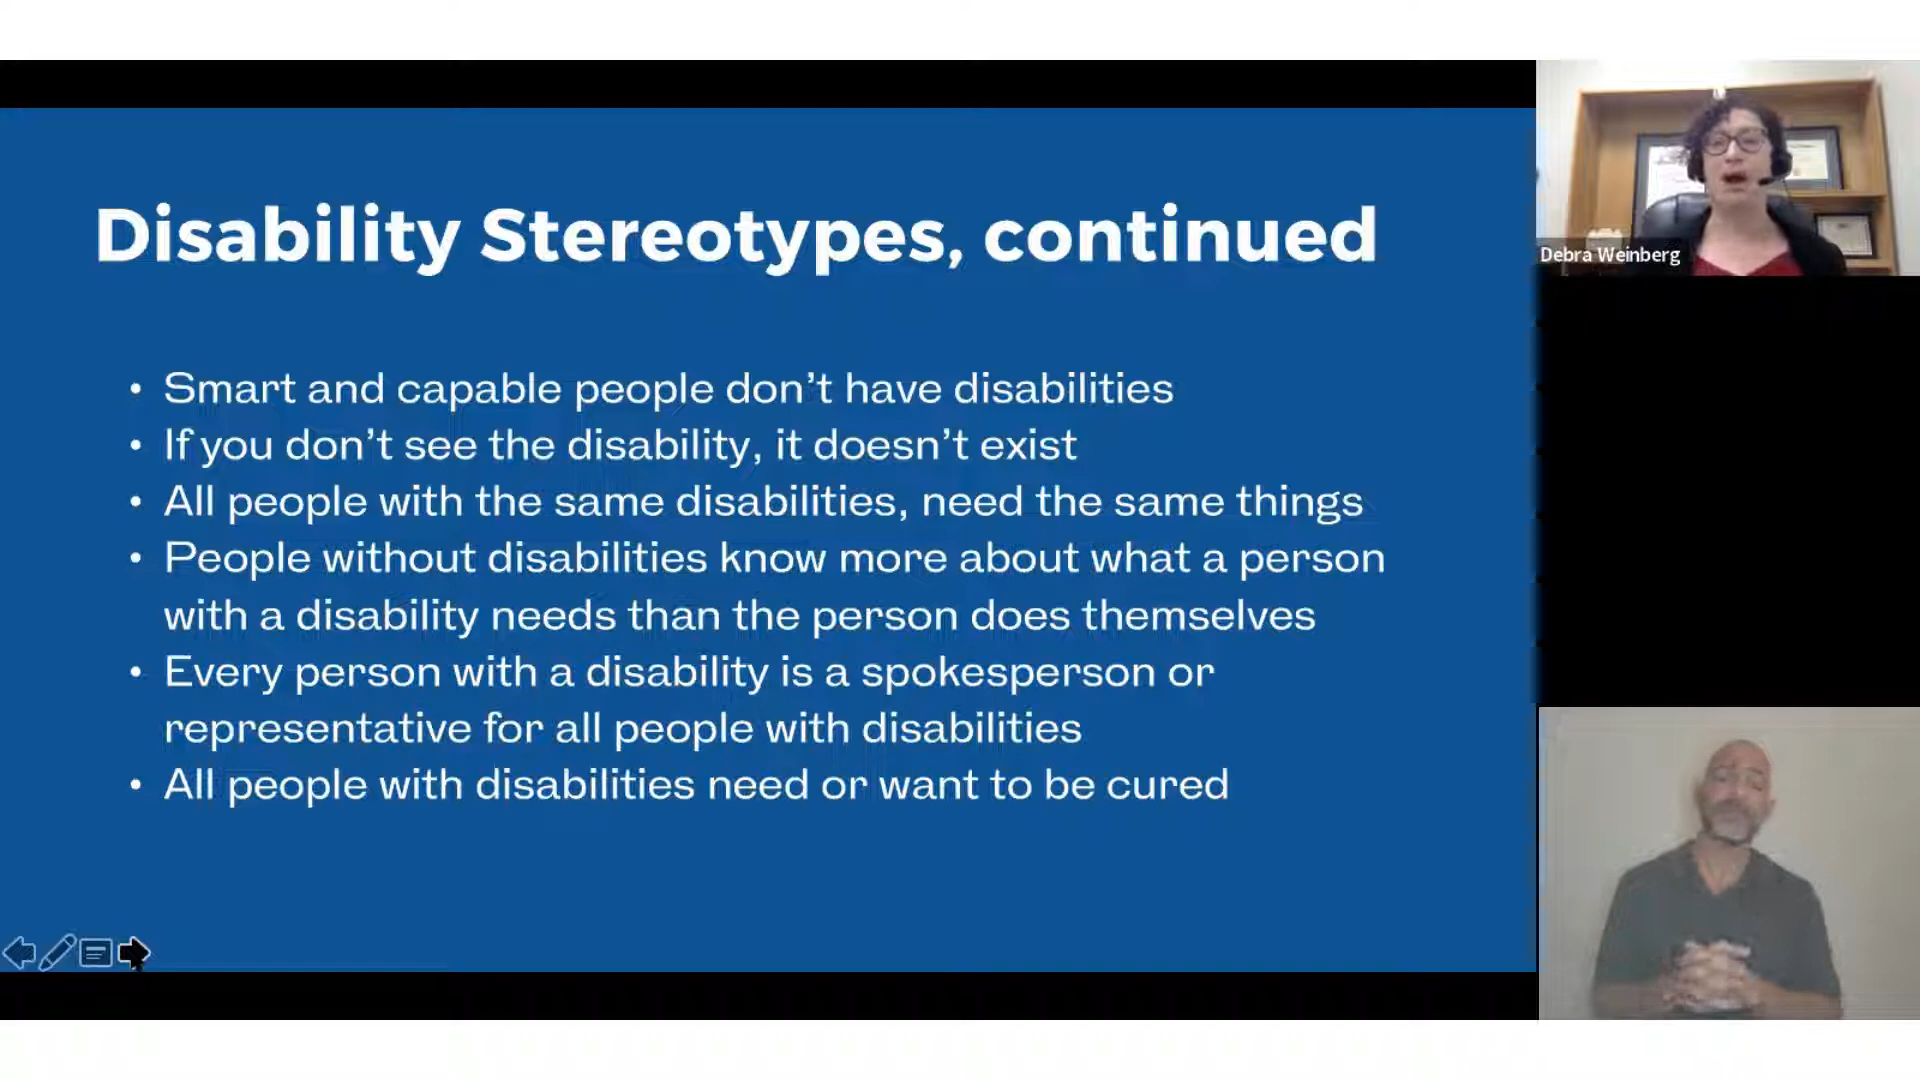 Disability Stereotypes, continued
• Smart and capable people don't have disabilities
• If you don't see the disability, it doesn't exist
• All people with the same disabilities, need the same things
• People without disabilities know more about what a person
with a disability needs than the person does themselves
• Every person with a disability is a spokesperson or
representative for all people with disabilities
• All people with disabilities need or want to be cured
Debra Weinberg